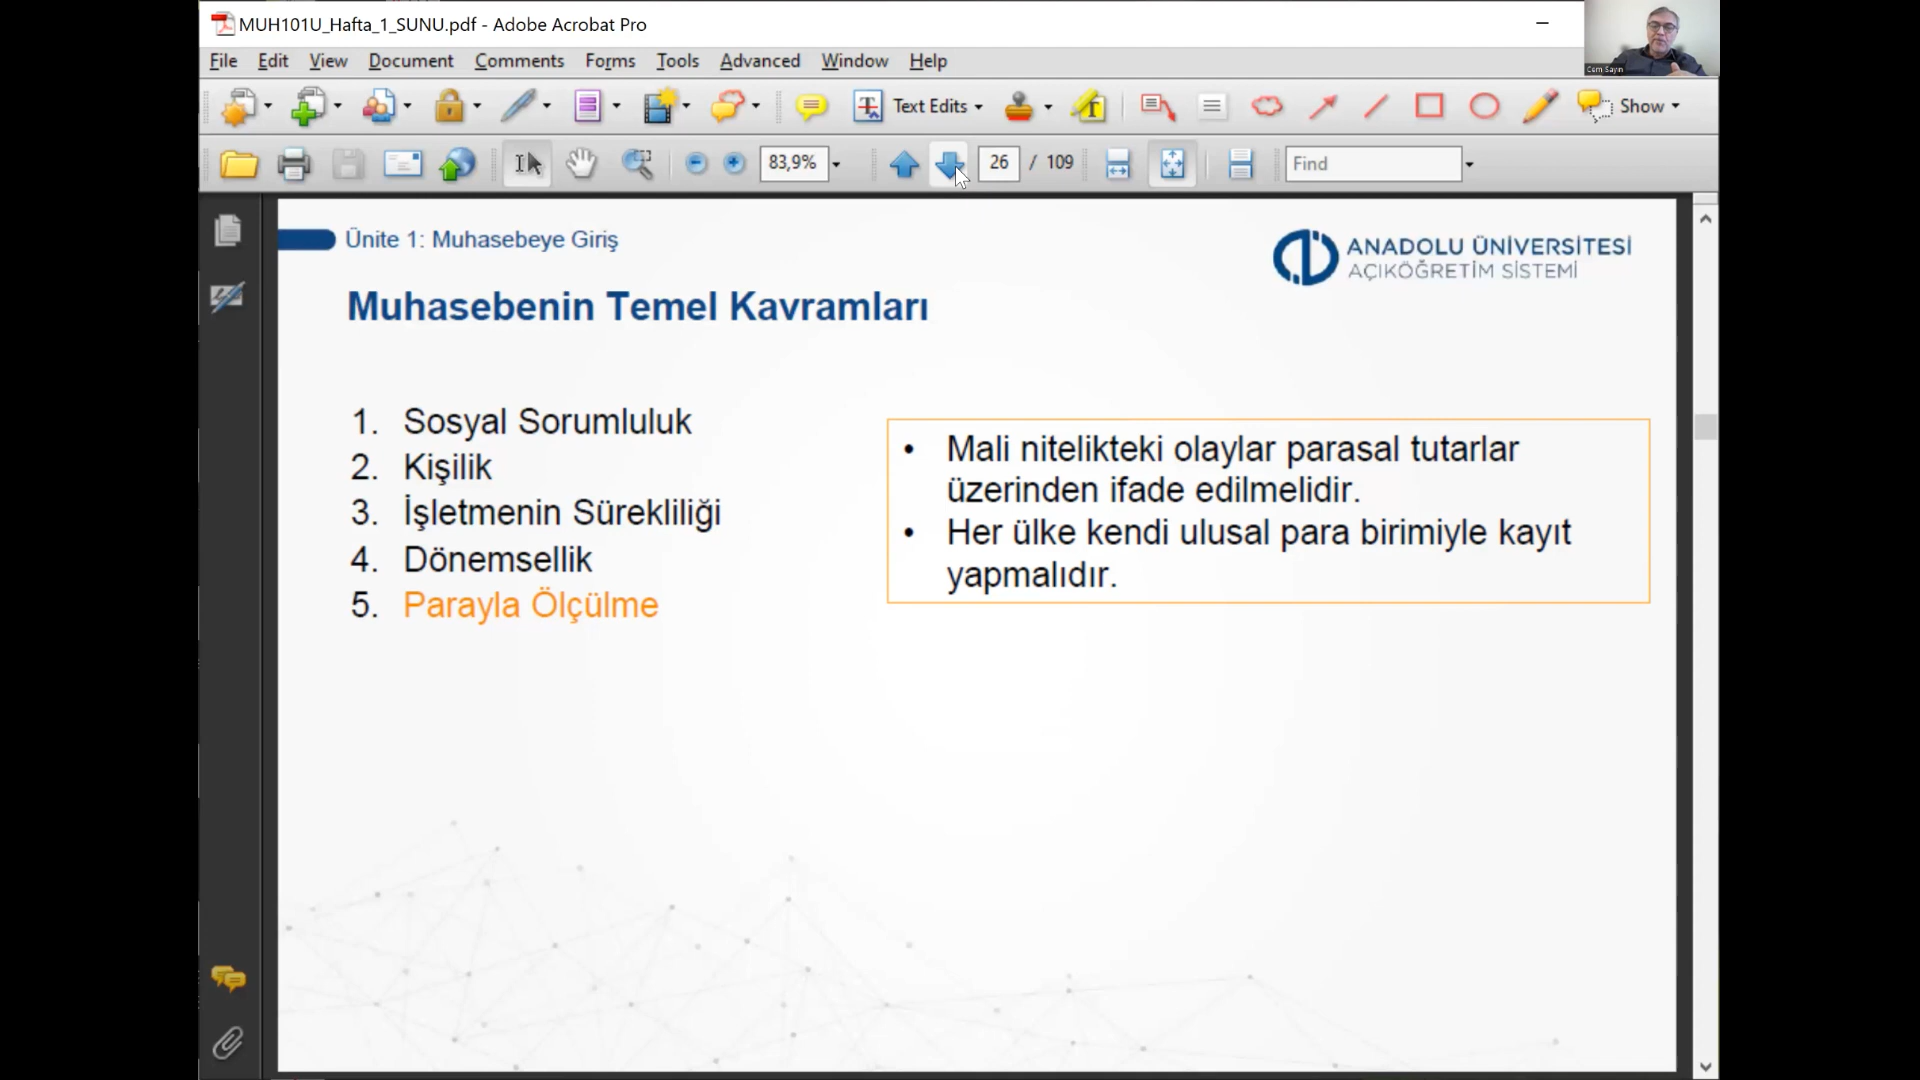 MUH101U_Hafta_1_SUNU.pdf - Adobe Acrobat Pro
File Edit View Document Comments Forms Tools Advanced Window Help
Cem Sayın
Text Edits
Show
83,9%
26 / 109
Find
Ünite 1: Muhasebeye Giriş
ANADOLU ÜNİVERSİTESİ
AÇIKÖĞRETİM SİSTEMİ
Muhasebenin Temel Kavramları
1. Sosyal Sorumluluk
2. Kişilik
3. İşletmenin Sürekliliği
4. Dönemsellik
5. Parayla Ölçülme
• Mali nitelikteki olaylar parasal tutarlar
üzerinden ifade edilmelidir.
• Her ülke kendi ulusal para birimiyle kayıt
yapmalıdır.